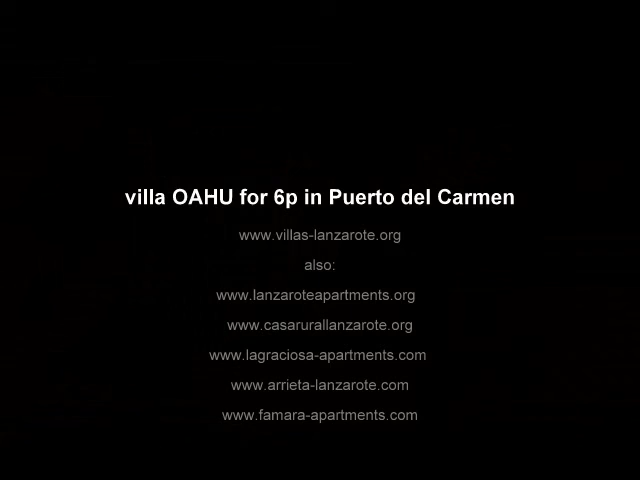 villa OAHU for 6p in Puerto del Carmen
www.villas-lanzarote.org
also:
www.lanzaroteapartments.org
www.casarurallanzarote.org
www.lagraciosa-apartments.com
www.arrieta-lanzarote.com
www.famara-apartments.com